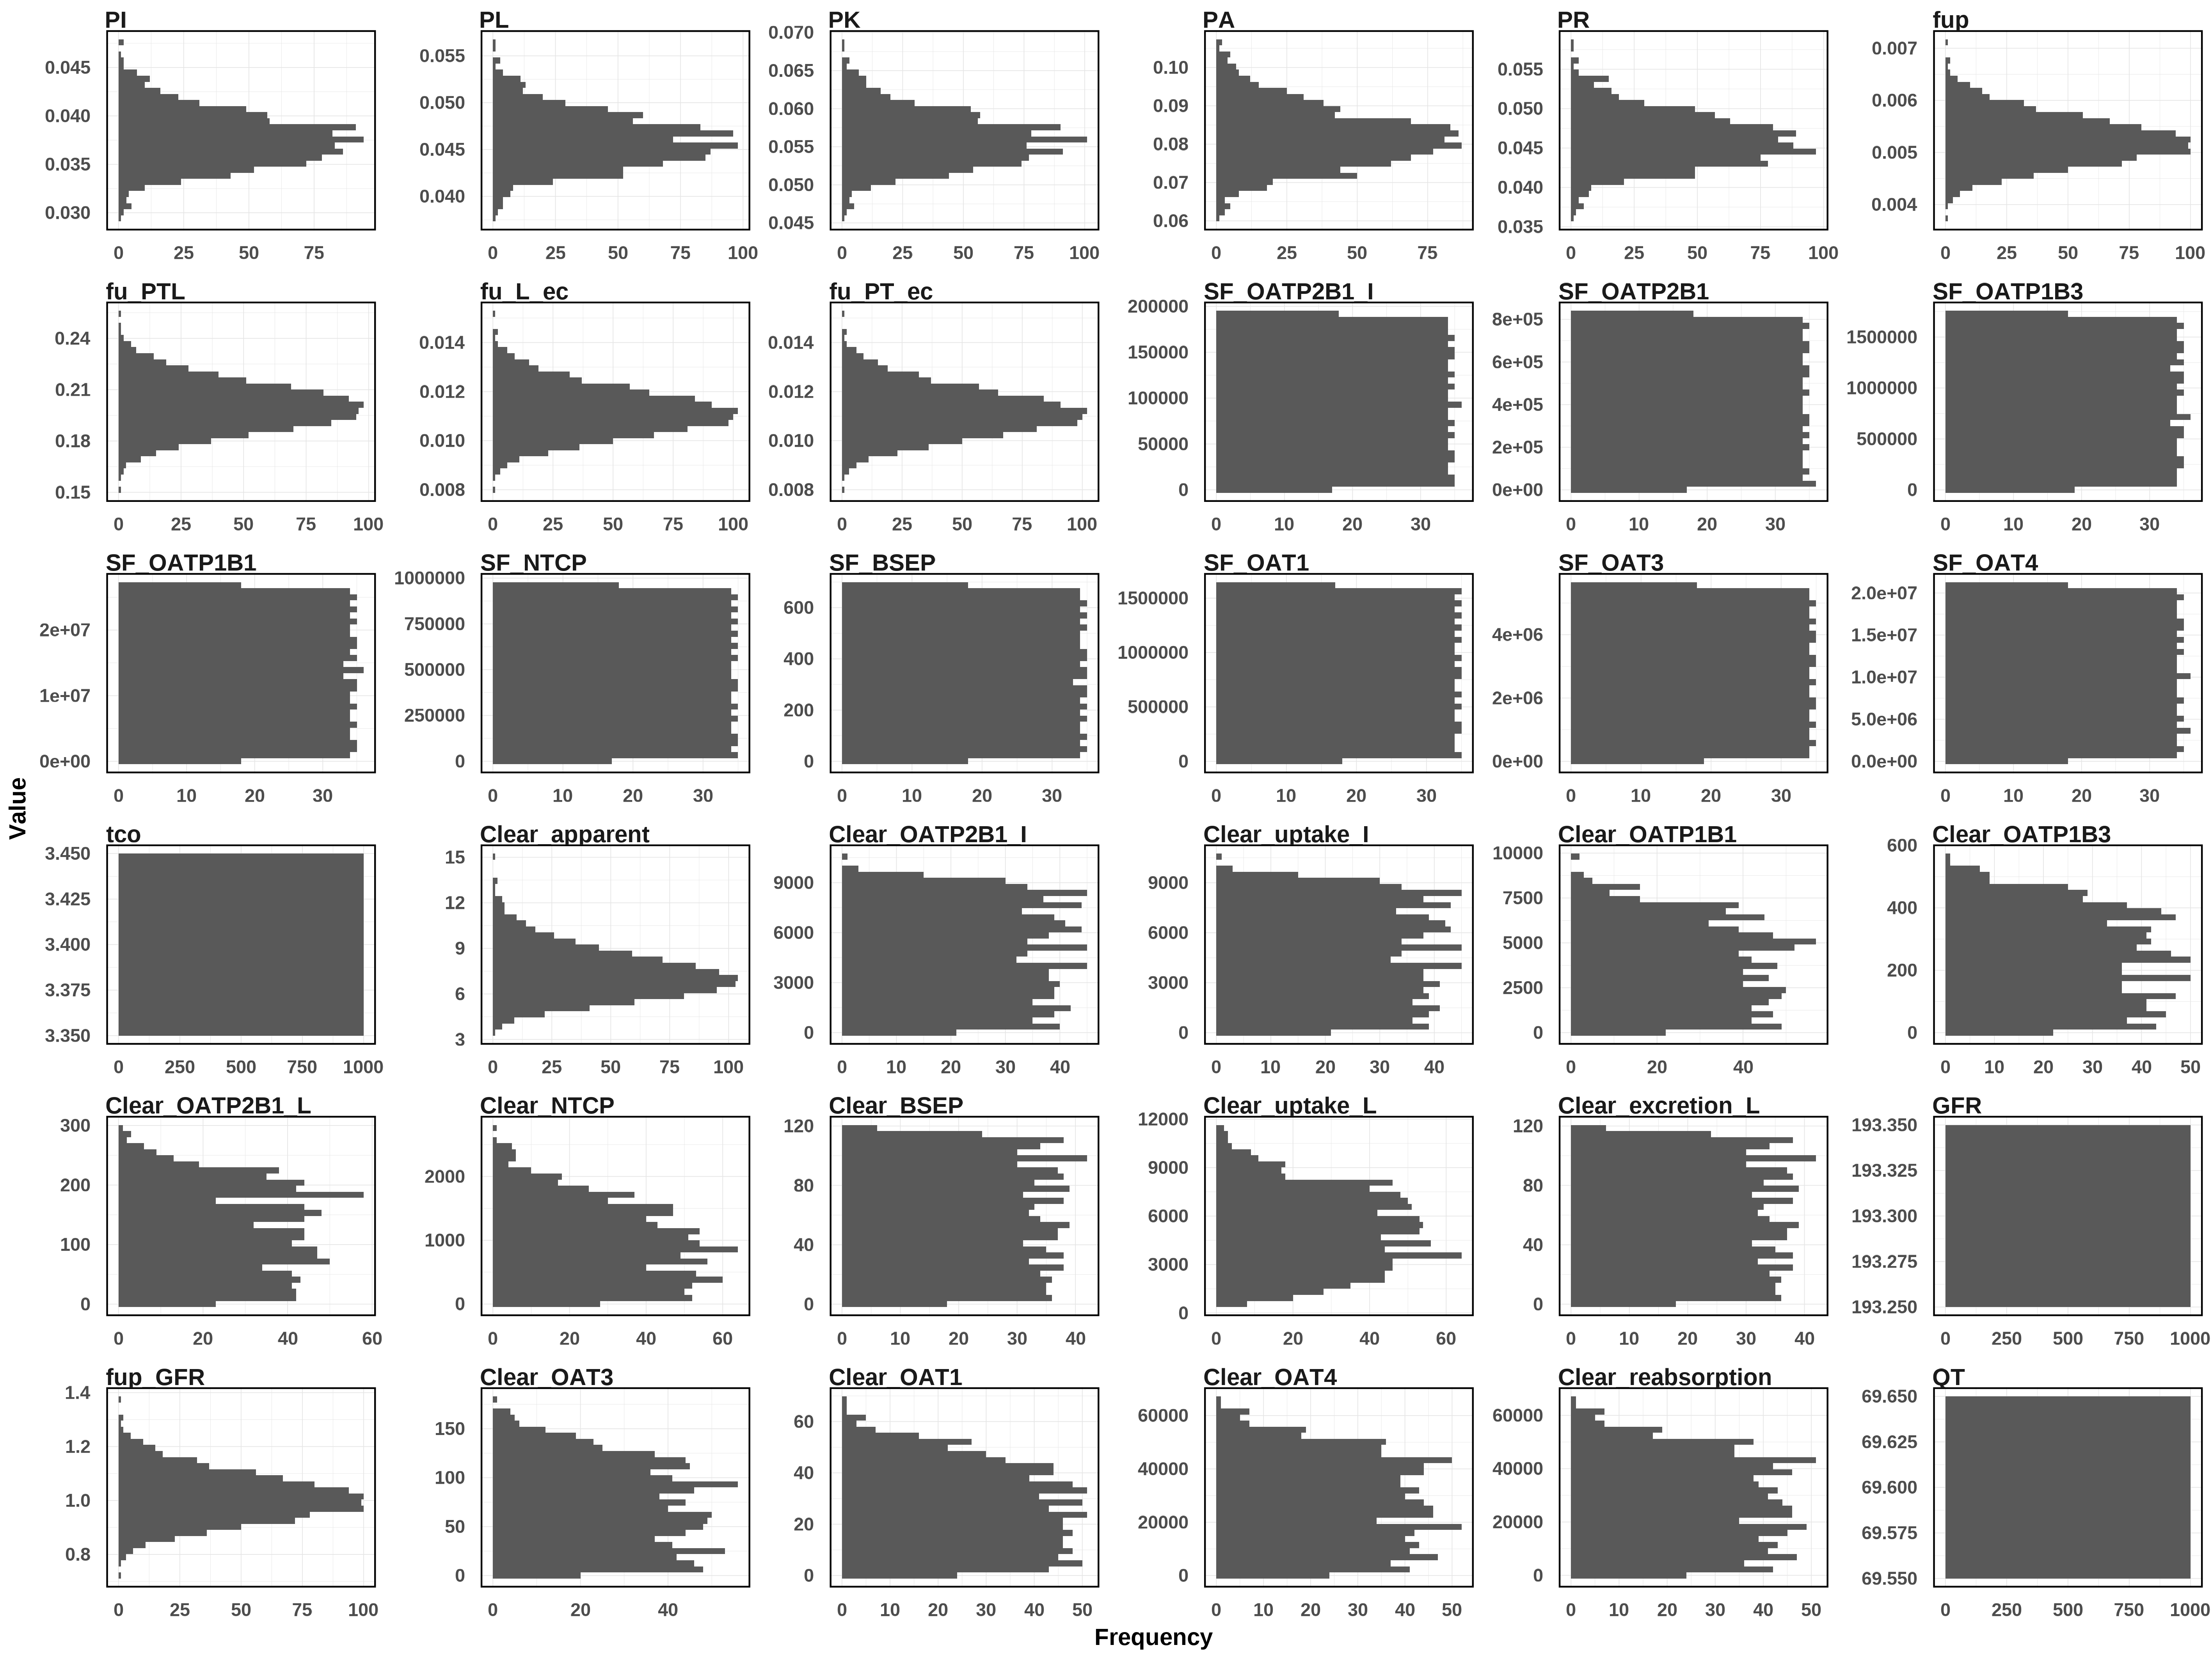 PI
PL
PK
PA
PR
fup
0.045
0.040
0.035
0.030
0 25 50 75
0.055
0.050
0.045
0.040
0 25 50 75 100
0.070
0.065
0.060
0.055
0.050
0.045
0 25 50 75 100
0.10
0.09
0.08
0.07
0.06
0 25 50 75
0.055
0.050
0.045
0.040
0.035
0 25 50 75 100
0.007
0.006
0.005
0.004
0 25 50 75 100
fu_PTL
fu_L_ec
fu_PT_ec
SF_OATP2B1_I
SF_OATP2B1
SF_OATP1B3
0.24
0.21
0.18
0.15
0 25 50 75 100
0.014
0.012
0.010
0.008
0 25 50 75 100
0.014
0.012
0.010
0.008
0 25 50 75 100
200000
150000
100000
50000
0
0 10 20 30
8e+05
6e+05
4e+05
2e+05
0e+00
0 10 20 30
1500000
1000000
500000
0
0 10 20 30
SF_OATP1B1
SF_NTCP
SF_BSEP
SF_OAT1
SF_OAT3
SF_OAT4
2e+07
1e+07
0e+00
0 10 20 30
1000000
750000
500000
250000
0
0 10 20 30
600
400
200
0
0 10 20 30
1500000
1000000
500000
0
0 10 20 30
4e+06
2e+06
0e+00
0 10 20 30
2.0e+07
1.5e+07
1.0e+07
5.0e+06
0.0e+00
0 10 20 30
Value
tco
Clear_apparent
Clear_OATP2B1_I
Clear_uptake_I
Clear_OATP1B1
Clear_OATP1B3
3.450
3.425
3.400
3.375
3.350
0 250 500 750 1000
15
12
9
6
3
0 25 50 75 100
9000
6000
3000
0
0 10 20 30 40
9000
6000
3000
0
0 10 20 30 40
10000
7500
5000
2500
0
0 20 40
600
400
200
0
0 10 20 30 40 50
Clear_OATP2B1_L
Clear_NTCP
Clear_BSEP
Clear_uptake_L
Clear_excretion_L
GFR
300
200
100
0
0 20 40 60
2000
1000
0
0 20 40 60
120
80
40
0
0 10 20 30 40
12000
9000
6000
3000
0
0 20 40 60
120
80
40
0
0 10 20 30 40
193.350
193.325
193.300
193.275
193.250
0 250 500 750 1000
fup_GFR
Clear_OAT3
Clear_OAT1
Clear_OAT4
Clear_reabsorption
QT
1.4
1.2
1.0
0.8
0 25 50 75 100
150
100
50
0
0 20 40
60
40
20
0
0 10 20 30 40 50
60000
40000
20000
0
0 10 20 30 40 50
60000
40000
20000
0
0 10 20 30 40 50
69.650
69.625
69.600
69.575
69.550
0 250 500 750 1000
Frequency